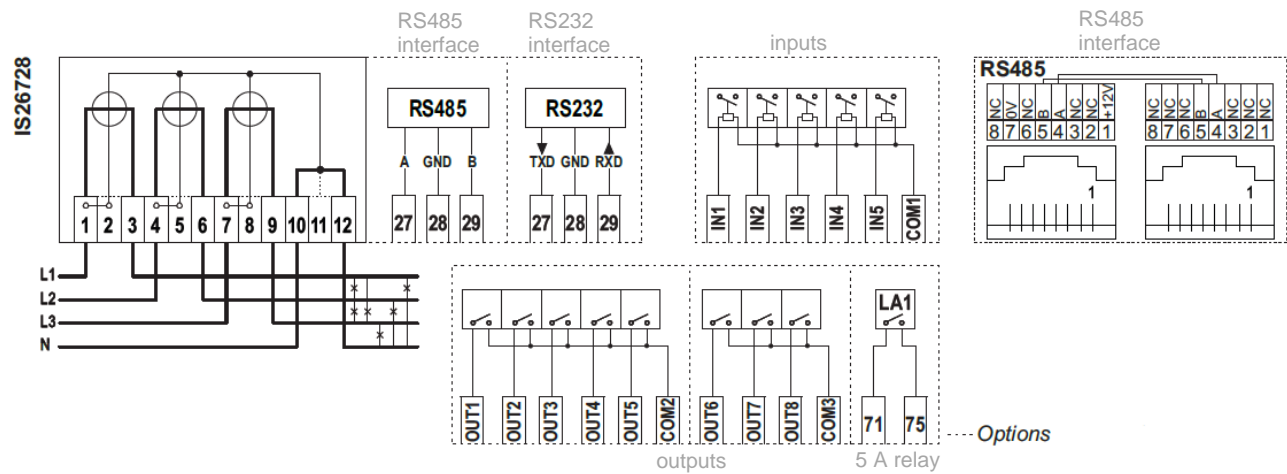 RS485
interface
RS232
interface
inputs
RS485
interface
IS26728
RS485
RS232
A GND B
TXD GND RXD
RS485
NC 0V NC B A NC NC +12V
8 7 6 5 4 3 2 1
NC NC NC B A NC NC NC
8 7 6 5 4 3 2 1
1
1
1 2 3 4 5 6 7 8 9 10 11 12
27 28 29
27 28 29
IN1 IN2 IN3 IN4 IN5 COM1
L1
L2
L3
N
LA1
OUT1 OUT2 OUT3 OUT4 OUT5 COM2
OUT6 OUT7 OUT8 COM3
71 75
Options
outputs
5 A relay